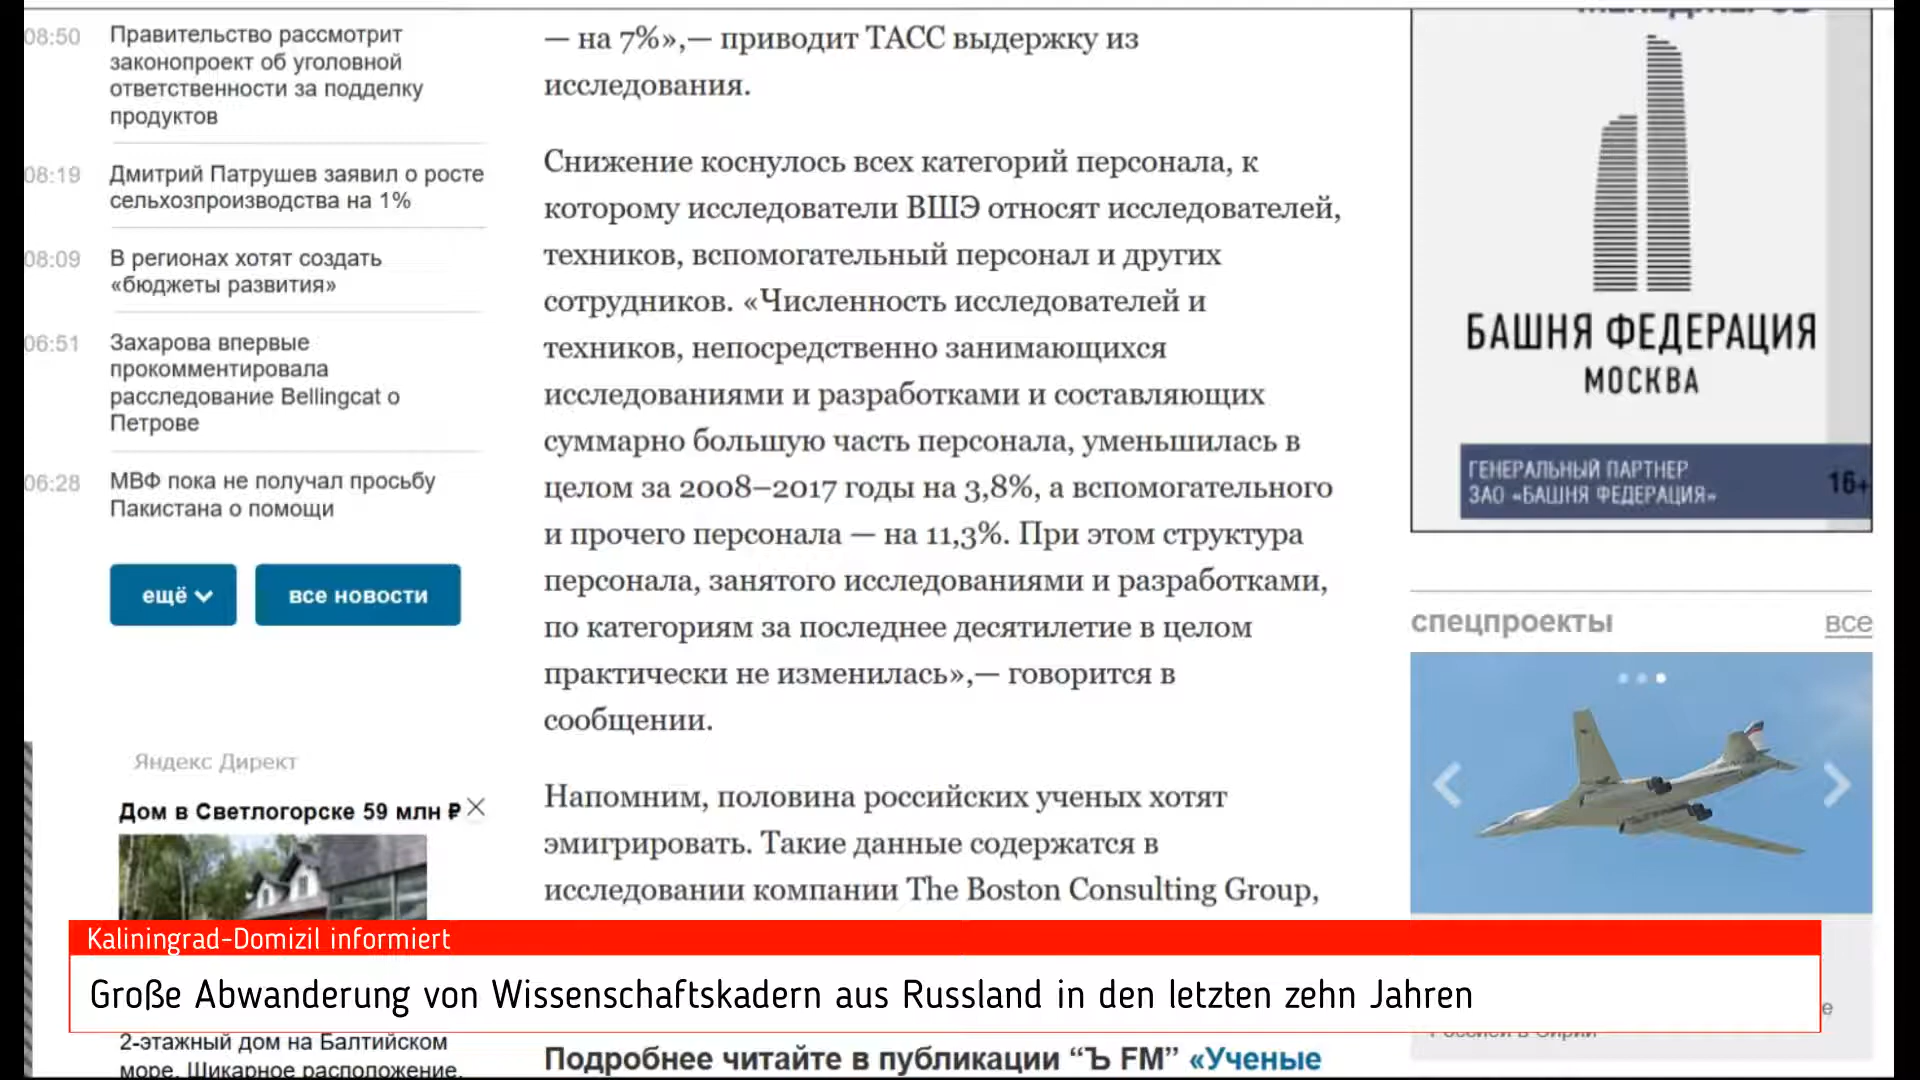 08:50
Правительство рассмотрит
законопроект об уголовной
ответственности за подделку
продуктов
08:19
Дмитрий Патрушев заявил о росте
сельхозпроизводства на 1%
08:09
В регионах хотят создать
«бюджеты развития»
06:51
Захарова впервые
прокомментировала
расследование Bellingcat о
Петрове
06:28
МВФ пока не получал просьбу
Пакистана о помощи
ещё
все новости
Яндекс Директ
Дом в Светлогорске 59 млн ₽
2-этажный дом на Балтийском
море. Шикарное расположение.
— на 7%»,— приводит ТАСС выдержку из
исследования.
Снижение коснулось всех категорий персонала, к
которому исследователи ВШЭ относят исследователей,
техников, вспомогательный персонал и других
сотрудников. «Численность исследователей и
техников, непосредственно занимающихся
исследованиями и разработками и составляющих
суммарно большую часть персонала, уменьшилась в
целом за 2008–2017 годы на 3,8%, а вспомогательного
и прочего персонала — на 11,3%. При этом структура
персонала, занятого исследованиями и разработками,
по категориям за последнее десятилетие в целом
практически не изменилась»,— говорится в
сообщении.
Напомним, половина российских ученых хотят
эмигрировать. Такие данные содержатся в
исследовании компании The Boston Consulting Group,
Подробнее читайте в публикации “Ъ FM” «Ученые
БАШНЯ ФЕДЕРАЦИЯ
МОСКВА
ГЕНЕРАЛЬНЫЙ ПАРТНЕР
ЗАО «БАШНЯ ФЕДЕРАЦИЯ»
16+
спецпроекты
все
Kaliningrad-Domizil informiert
Große Abwanderung von Wissenschaftskadern aus Russland in den letzten zehn Jahren